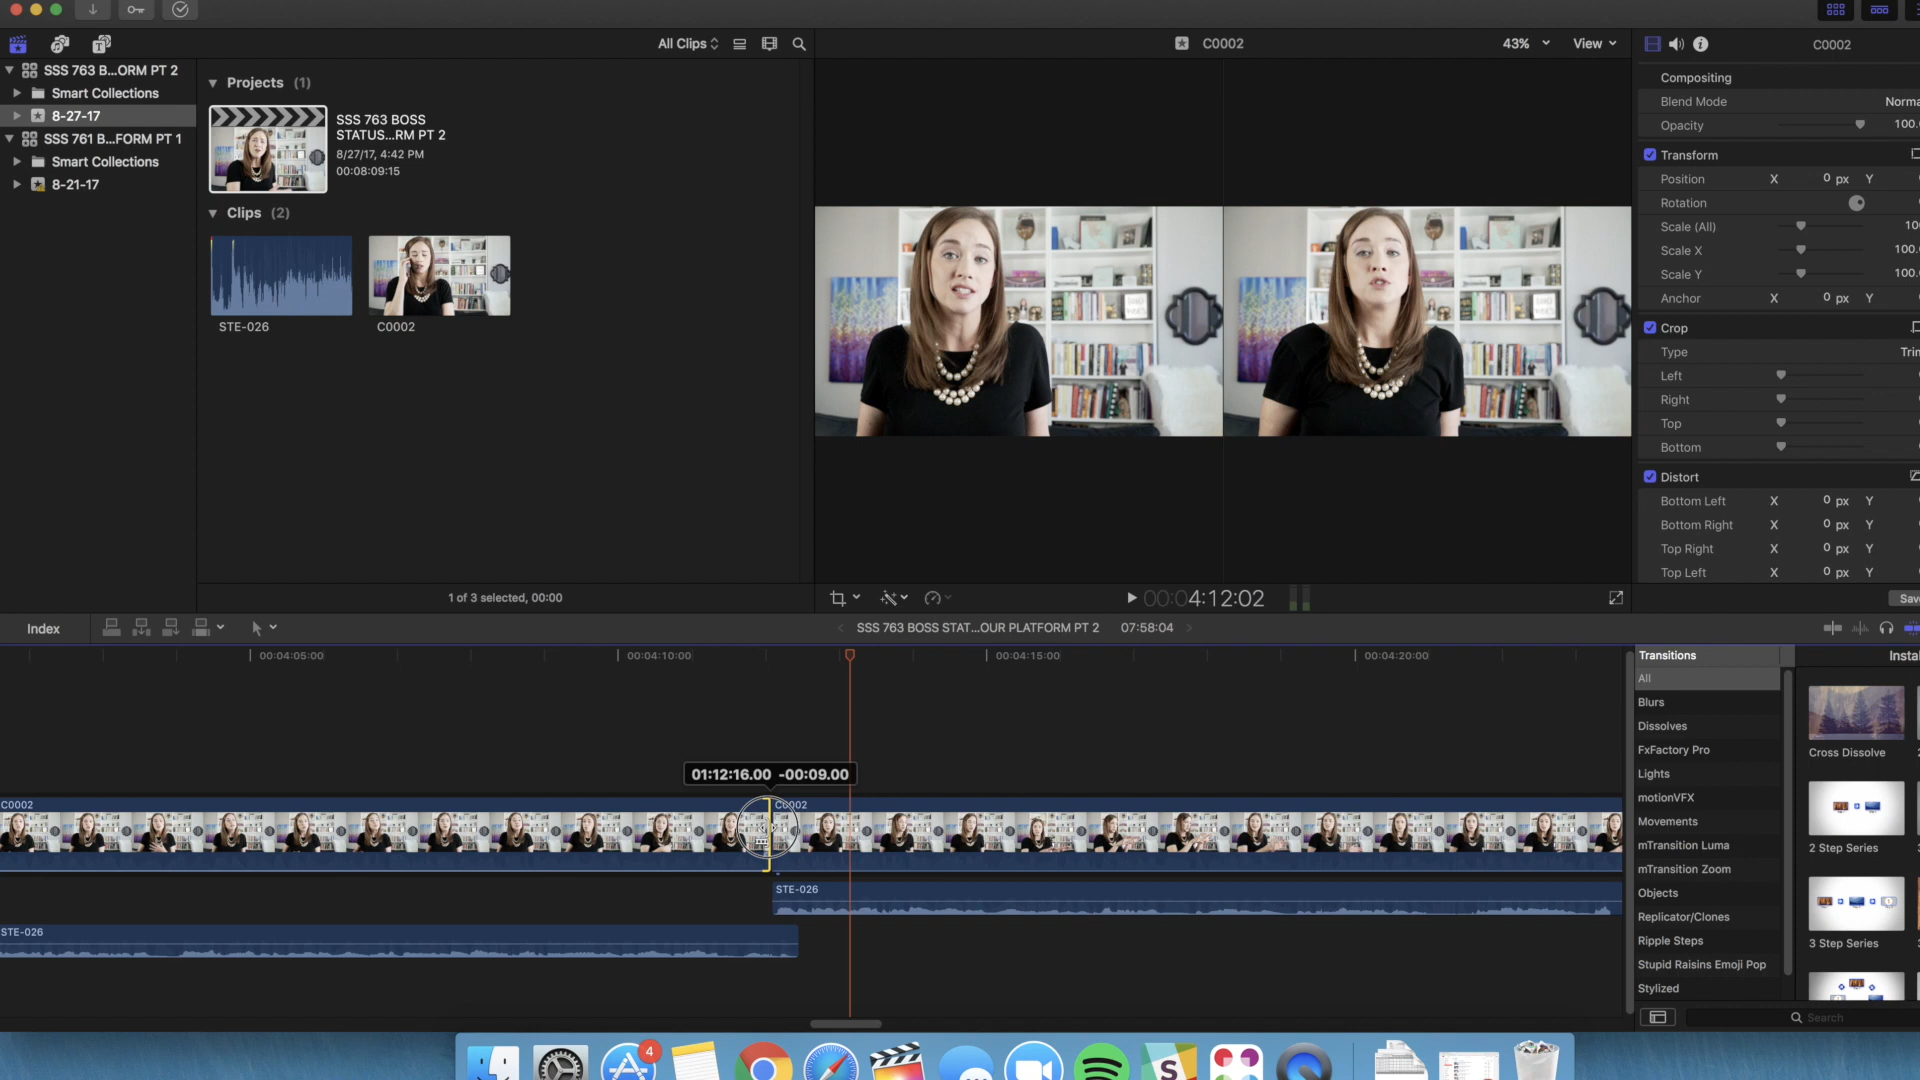 All Clips
C0002
43%
View
C0002
SSS 763 B...ORM PT 2
Smart Collections
8-27-17
SSS 761 B...FORM PT 1
Smart Collections
8-21-17
Projects (1)
SSS 763 BOSS
STATUS...RM PT 2
8/27/17, 4:42 PM
00:08:09:15
Clips (2)
STE-026
C0002
1 of 3 selected, 00:00
00:04:12:02
Compositing
Blend Mode
Opacity
Transform
Position X 0 px Y
Rotation
Scale (All)
Scale X
Scale Y
Anchor X 0 px Y
Crop
Type
Left
Right
Top
Bottom
Distort
Bottom Left X 0 px Y
Bottom Right X 0 px Y
Top Right X 0 px Y
Top Left X 0 px Y
Index
SSS 763 BOSS STAT...OUR PLATFORM PT 2 07:58:04
00:04:05:00
00:04:10:00
00:04:15:00
00:04:20:00
01:12:16.00 -00:09.00
C0002
C0002
STE-026
STE-026
Transitions
All
Blurs
Dissolves
FxFactory Pro
Lights
motionVFX
Movements
mTransition Luma
mTransition Zoom
Objects
Replicator/Clones
Ripple Steps
Stupid Raisins Emoji Pop
Stylized
Cross Dissolve
2 Step Series
3 Step Series
Search
4
S